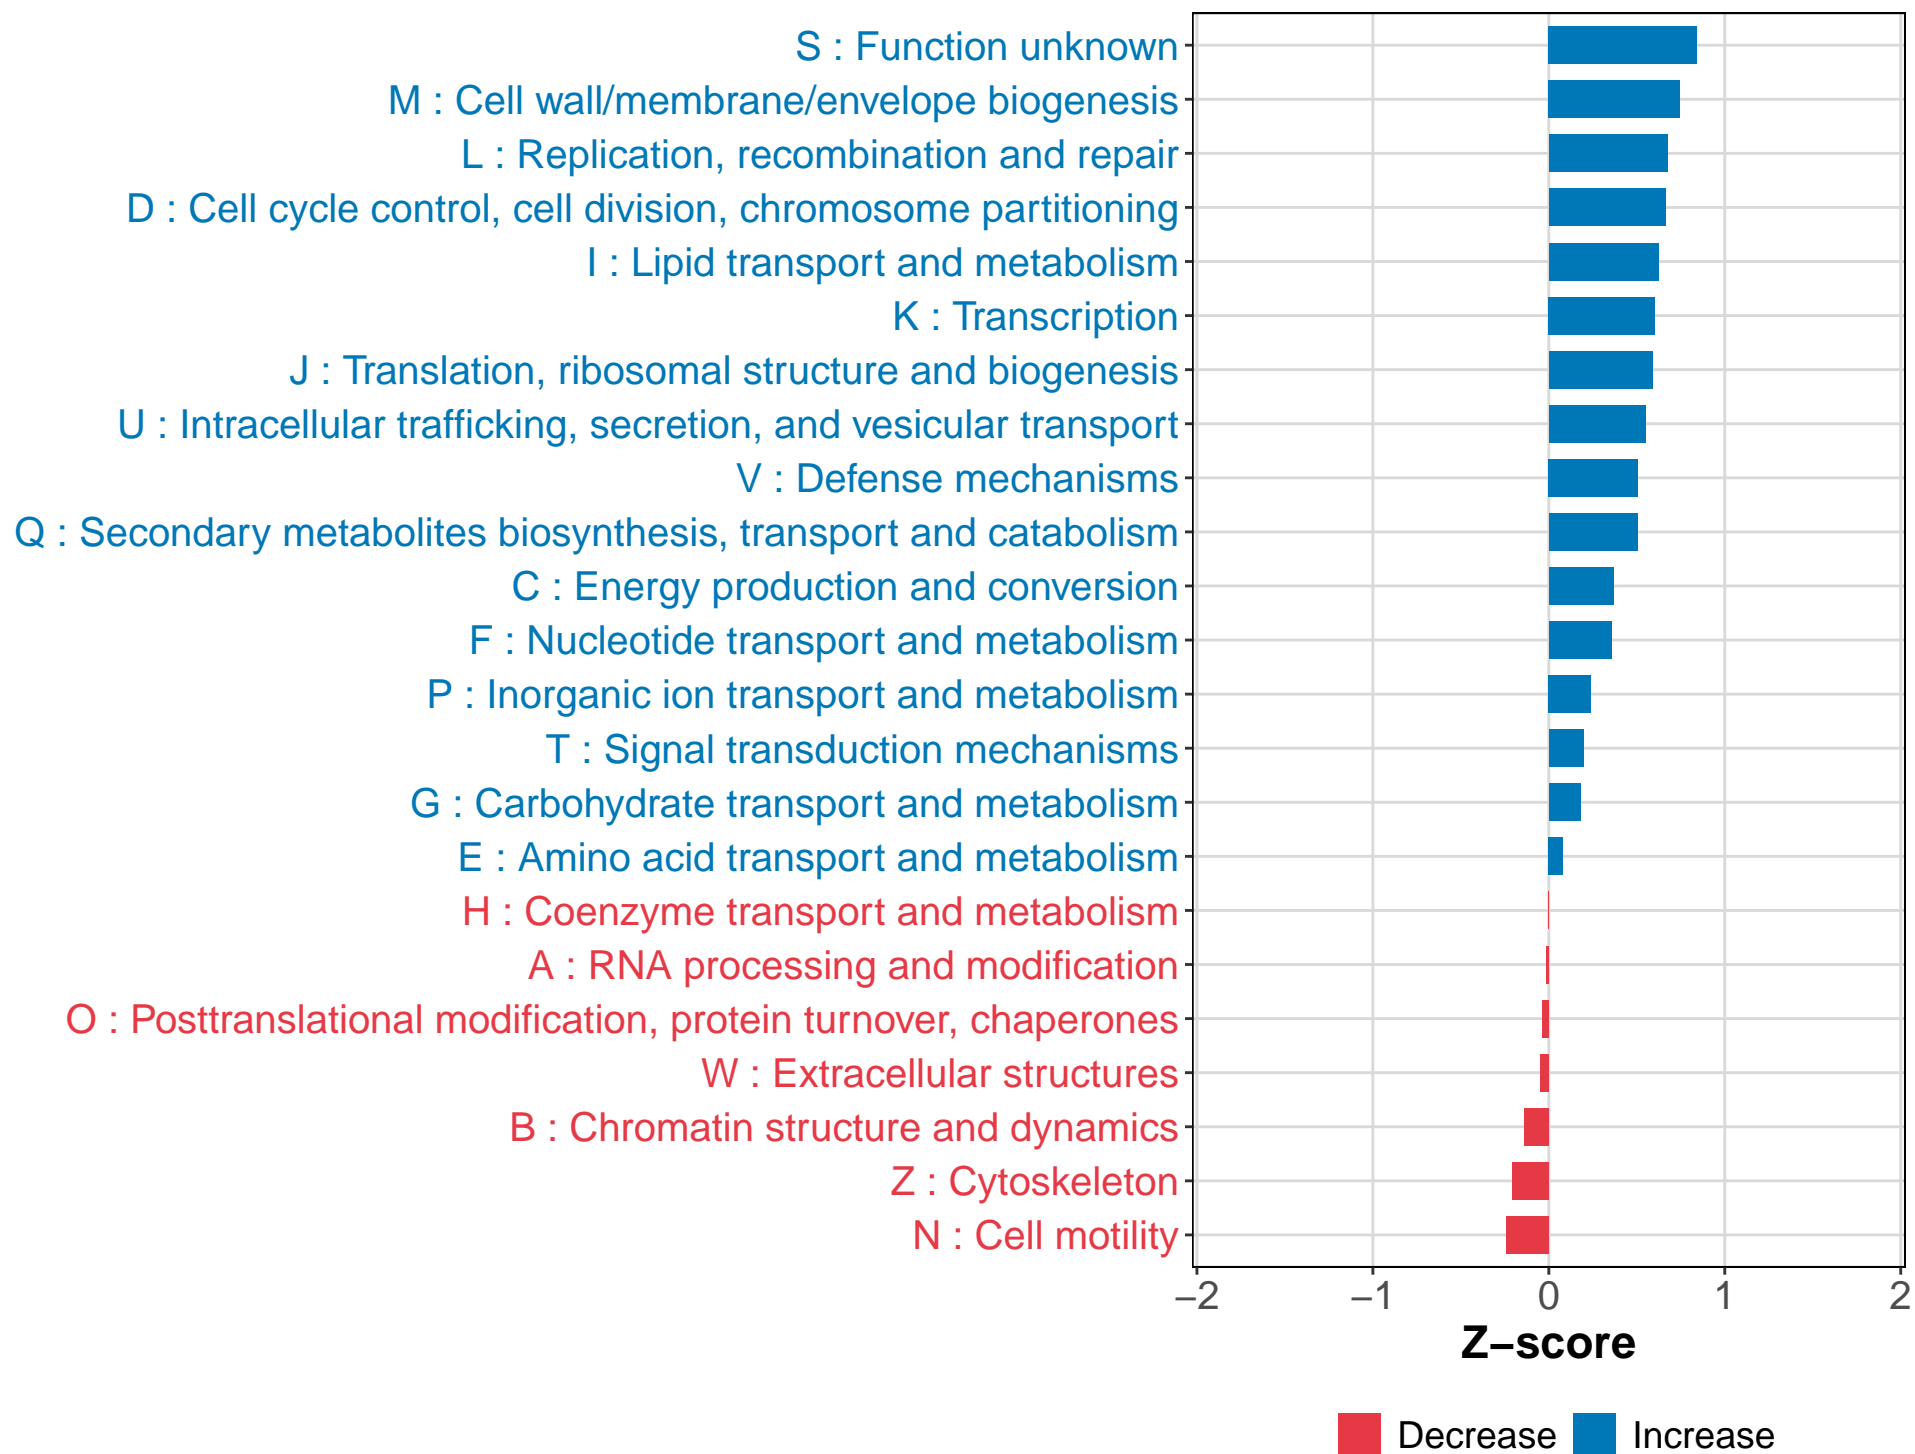 S : Function unknown
M : Cell wall/membrane/envelope biogenesis
L : Replication, recombination and repair
D : Cell cycle control, cell division, chromosome partitioning
I : Lipid transport and metabolism
K : Transcription
J : Translation, ribosomal structure and biogenesis
U : Intracellular trafficking, secretion, and vesicular transport
V : Defense mechanisms
Q : Secondary metabolites biosynthesis, transport and catabolism
C : Energy production and conversion
F : Nucleotide transport and metabolism
P : Inorganic ion transport and metabolism
T : Signal transduction mechanisms
G : Carbohydrate transport and metabolism
E : Amino acid transport and metabolism
H : Coenzyme transport and metabolism
A : RNA processing and modification
O : Posttranslational modification, protein turnover, chaperones
W : Extracellular structures
B : Chromatin structure and dynamics
Z : Cytoskeleton
N : Cell motility
−2 −1 0 1 2
Z−score
Decrease Increase